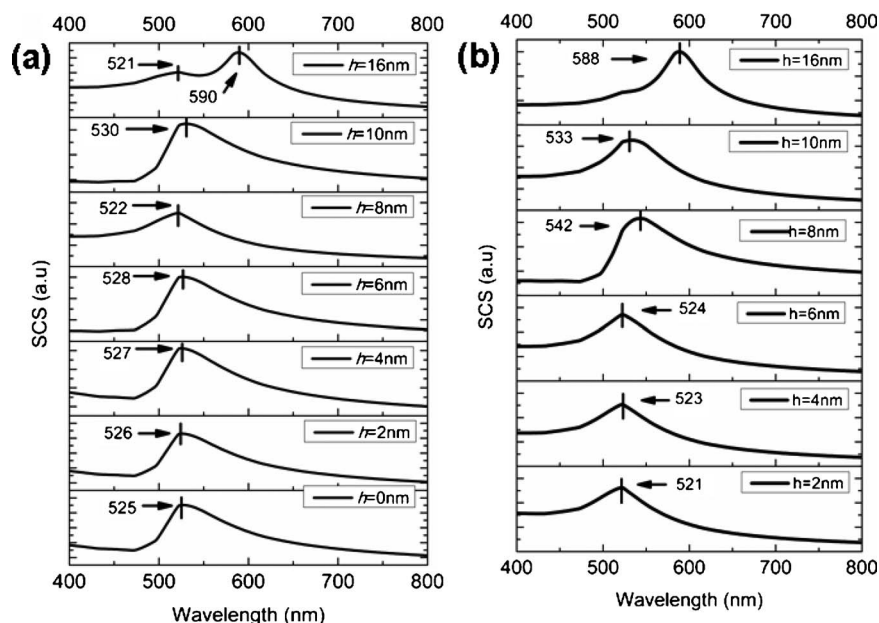 400 500 600 700 800
(a)
521
590
h=16nm
530
h=10nm
522
h=8nm
528
h=6nm
527
h=4nm
526
h=2nm
525
h=0nm
SCS (a.u)
400 500 600 700 800
Wavelength (nm)
400 500 600 700 800
(b)
588
h=16nm
533
h=10nm
542
h=8nm
524
h=6nm
523
h=4nm
521
h=2nm
SCS (a.u)
400 500 600 700 800
Wavelength (nm)